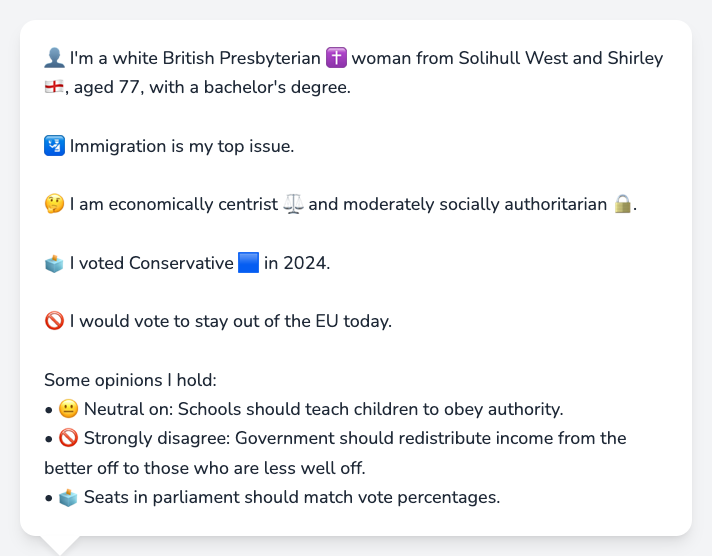 👤 I'm a white British Presbyterian ✝️ woman from Solihull West and Shirley
🏴󠁧󠁢󠁥󠁮󠁧󠁿, aged 77, with a bachelor's degree.
🛂 Immigration is my top issue.
🤔 I am economically centrist ⚖️ and moderately socially authoritarian 🔒.
🗳️ I voted Conservative 🟦 in 2024.
🚫 I would vote to stay out of the EU today.
Some opinions I hold:
• 😐 Neutral on: Schools should teach children to obey authority.
• 🚫 Strongly disagree: Government should redistribute income from the
better off to those who are less well off.
• 🗳️ Seats in parliament should match vote percentages.